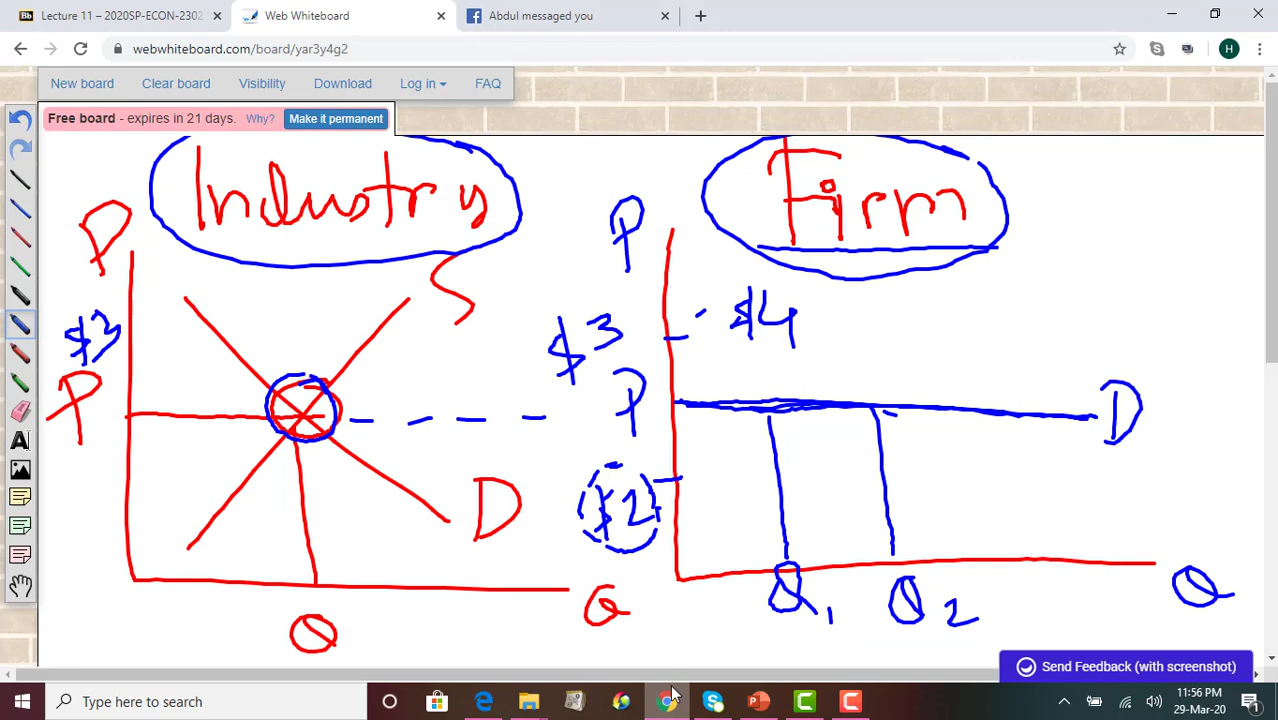 Lecture 11 – 2020SP-ECON-2302
Web Whiteboard
Abdul messaged you
webwhiteboard.com/board/yar3y4g2
H
New board Clear board Visibility Download Log in FAQ
Free board - expires in 21 days. Why? Make it permanent
Industry
Firm
P
S
P
$3
$3
$4
P
P
D
D
$2
Q
Q
Q1
Q2
Q
A
Send Feedback (with screenshot)
Type here to search
11:56 PM
29-Mar-20
1